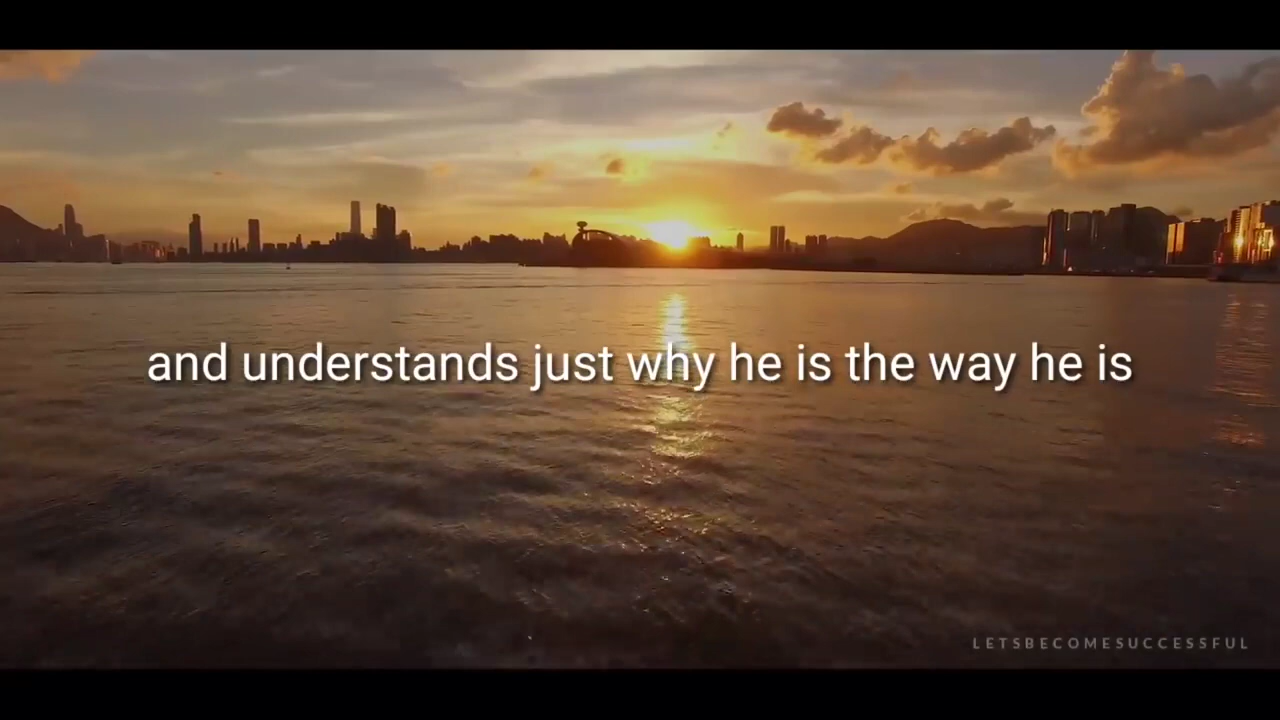 and understands just why he is the way he is
LETSBECOMESUCCESSFUL